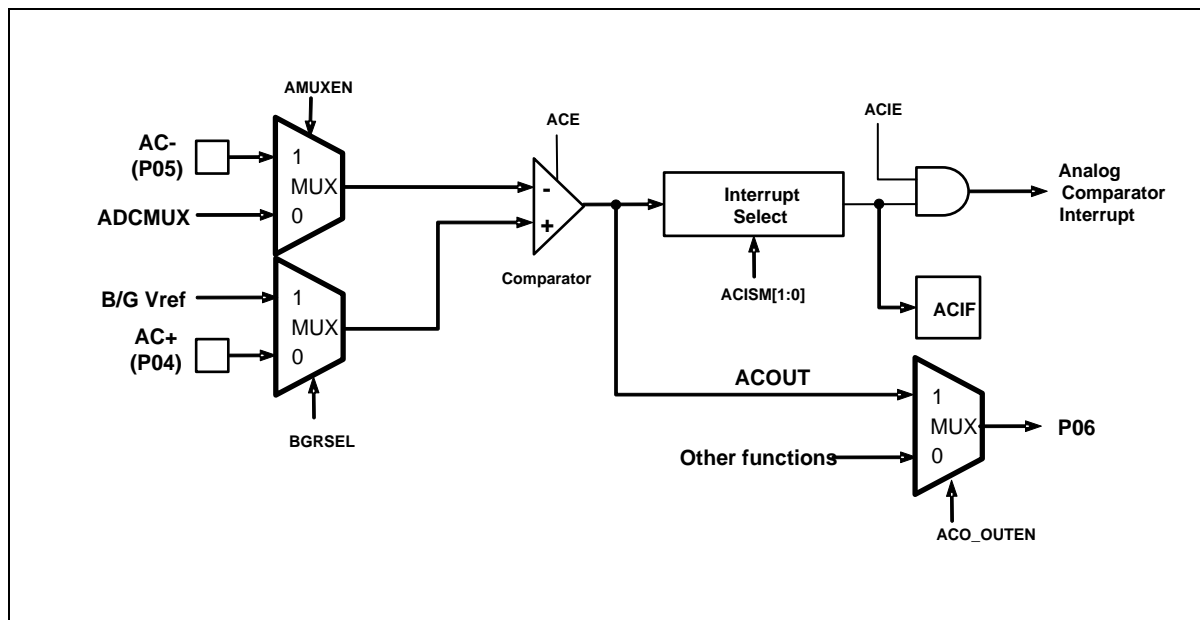 AMUXEN
AC-
(P05)
1
MUX
0
ADCMUX
B/G Vref
AC+
(P04)
1
MUX
0
BGRSEL
ACE
-
+
Comparator
Interrupt
Select
ACISM[1:0]
ACIE
Analog
Comparator
Interrupt
ACIF
ACOUT
Other functions
1
MUX
0
P06
ACO_OUTEN